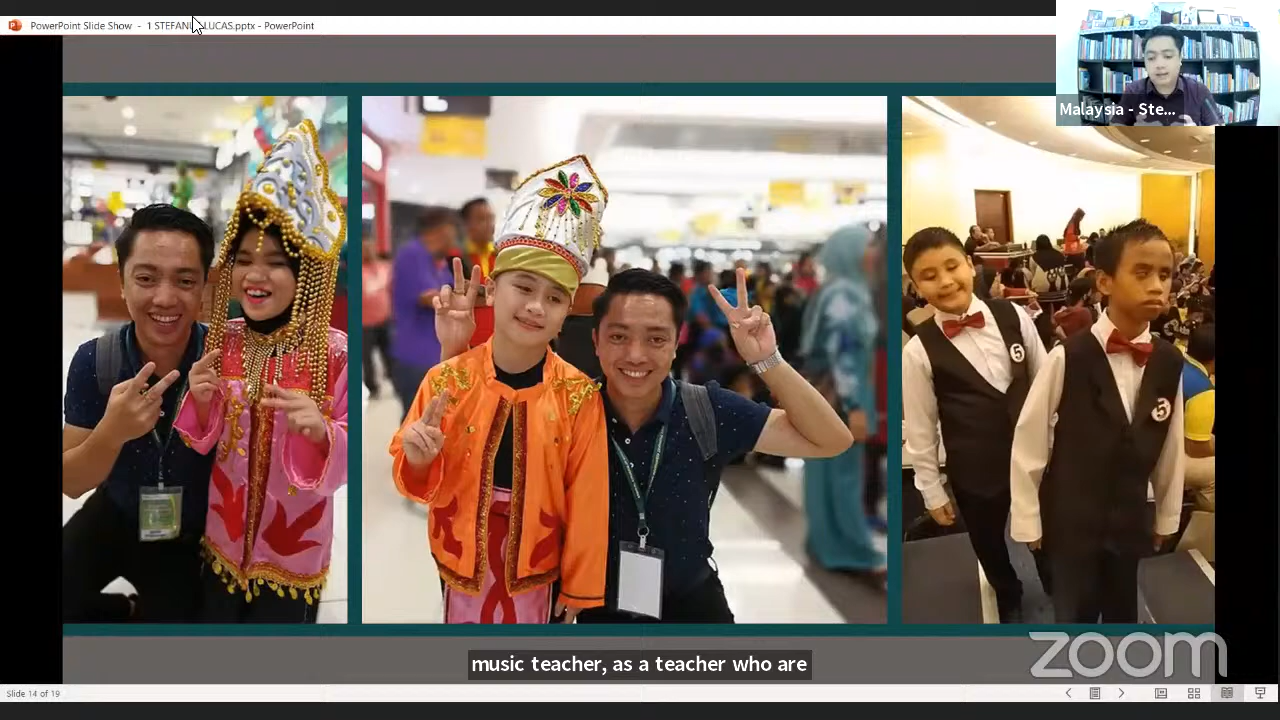 PowerPoint Slide Show - 1 STEFANU LUCAS.pptx - PowerPoint
Malaysia - Ste...
5
5
music teacher, as a teacher who are
zoom
Slide 14 of 19